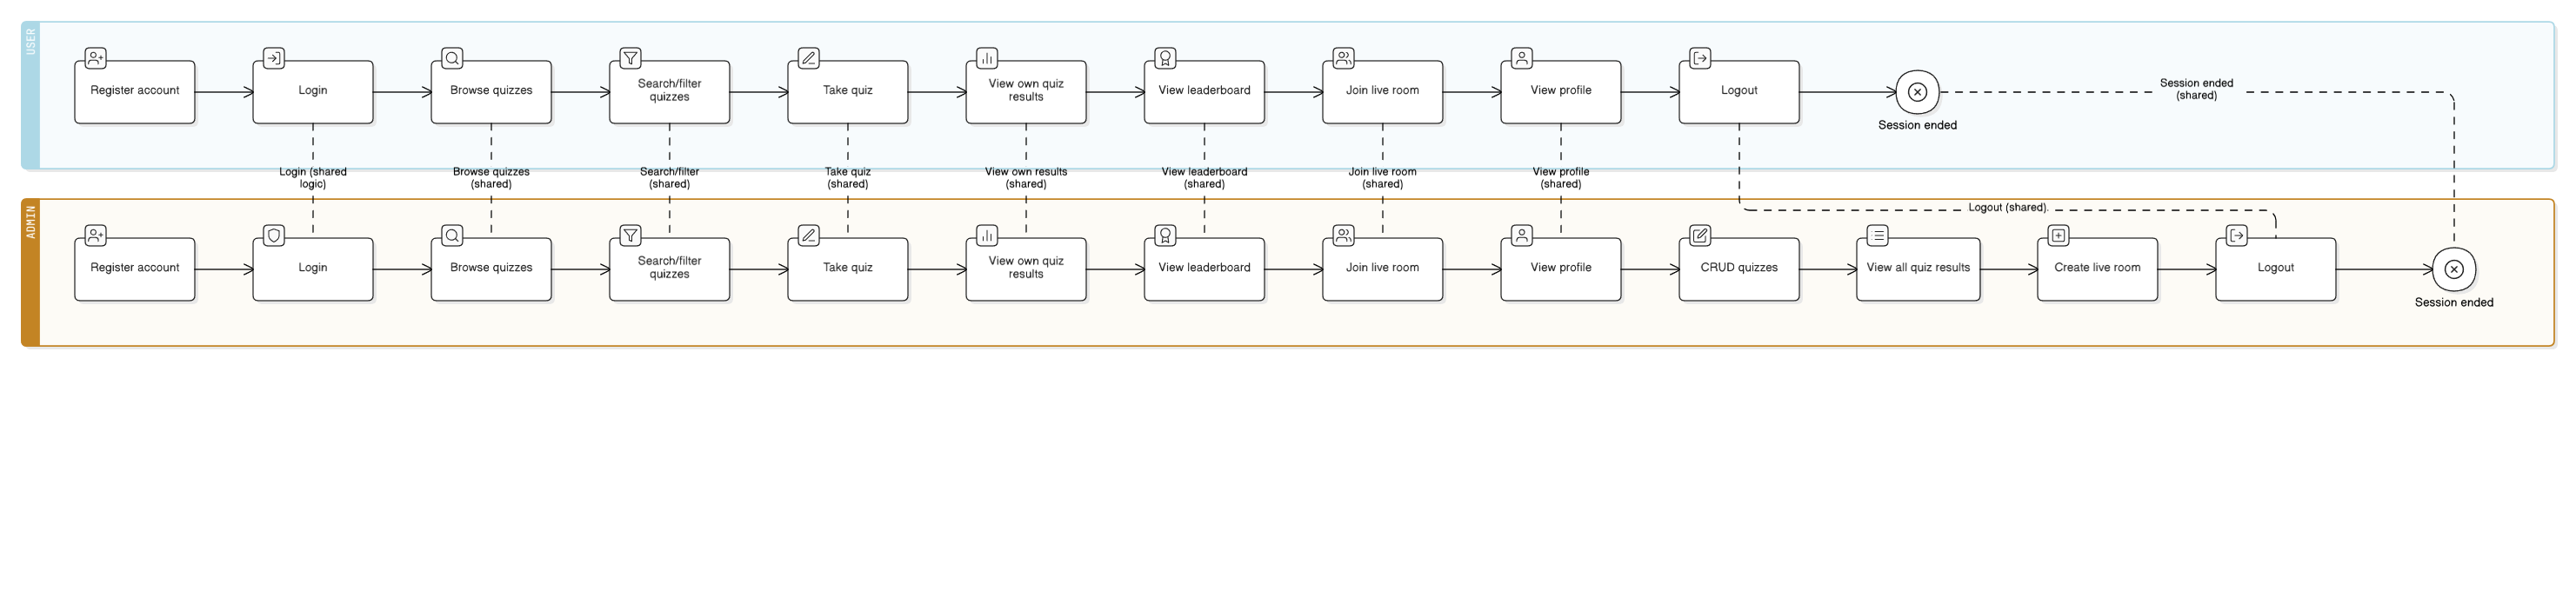 USER
Register account
Login
Browse quizzes
Search/filter
quizzes
Take quiz
View own quiz
results
View leaderboard
Join live room
View profile
Logout
Session ended
Session ended
(shared)
Login (shared
logic)
Browse quizzes
(shared)
Search/filter
(shared)
Take quiz
(shared)
View own results
(shared)
View leaderboard
(shared)
Join live room
(shared)
View profile
(shared)
Logout (shared)
ADMIN
Register account
Login
Browse quizzes
Search/filter
quizzes
Take quiz
View own quiz
results
View leaderboard
Join live room
View profile
CRUD quizzes
View all quiz results
Create live room
Logout
Session ended